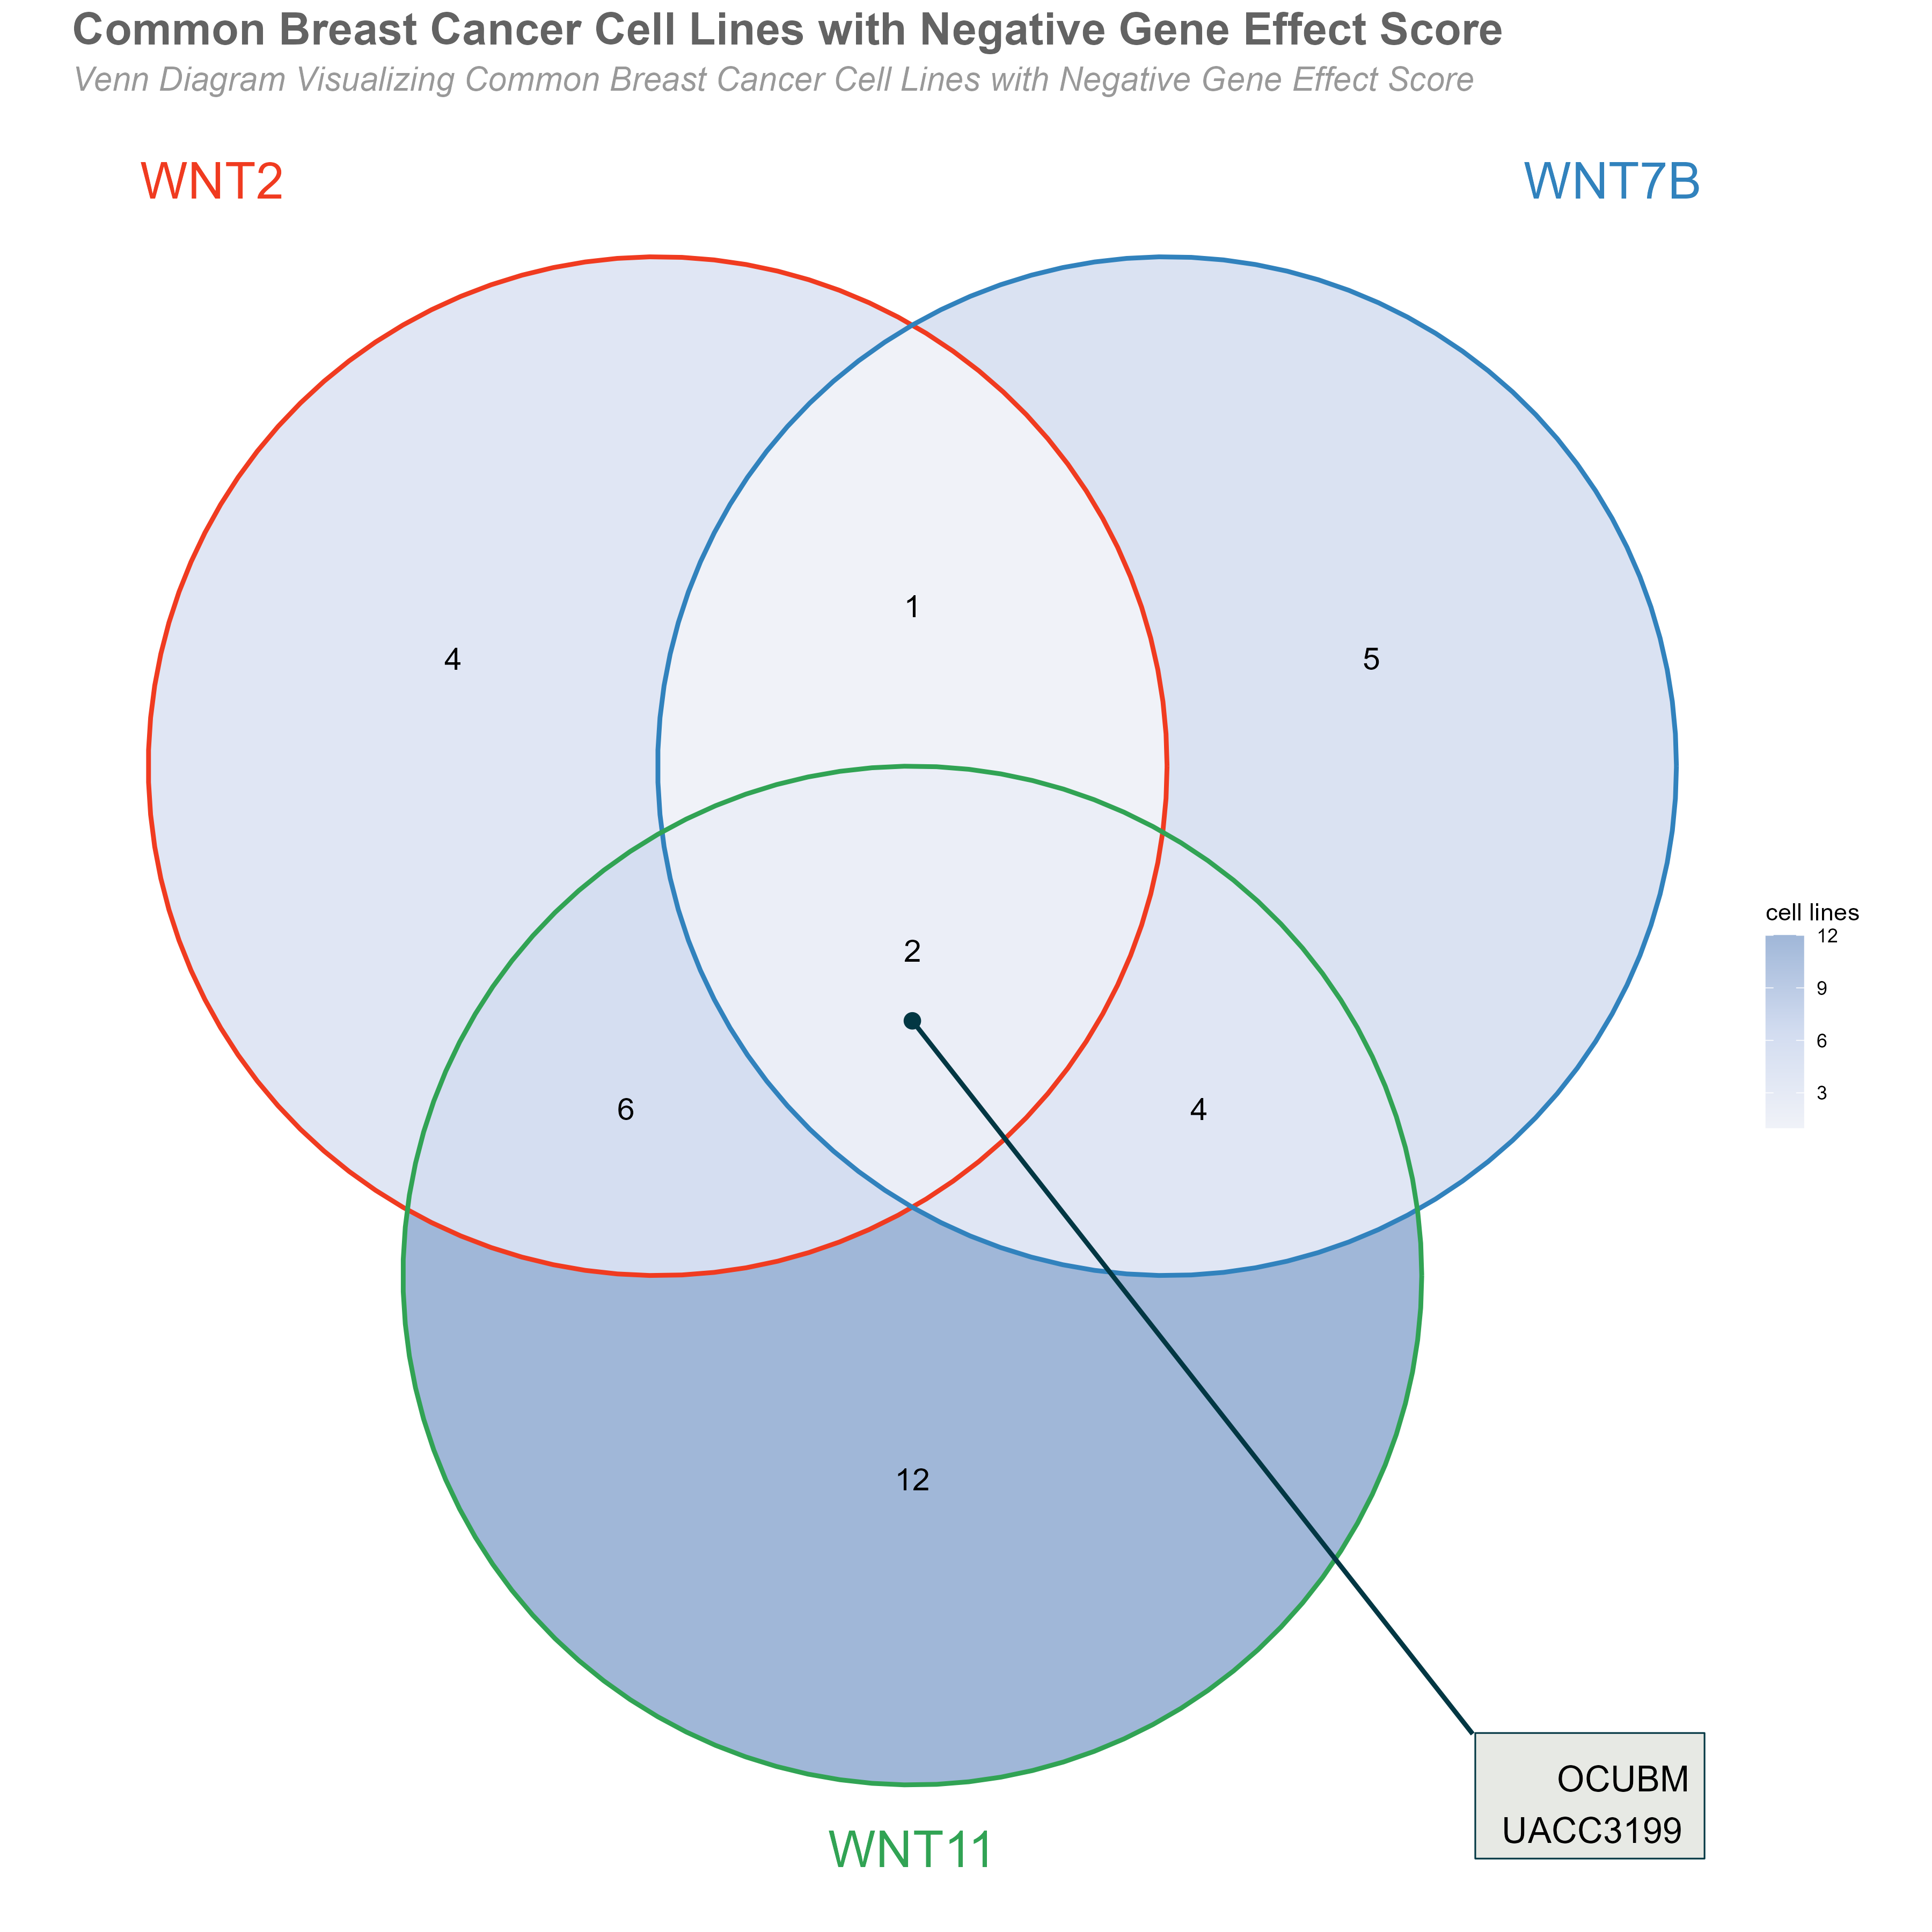 Common Breast Cancer Cell Lines with Negative Gene Effect Score
Venn Diagram Visualizing Common Breast Cancer Cell Lines with Negative Gene Effect Score
WNT2
WNT7B
1
4
5
cell lines
12
9
6
3
2
6
4
12
OCUBM
UACC3199
WNT11